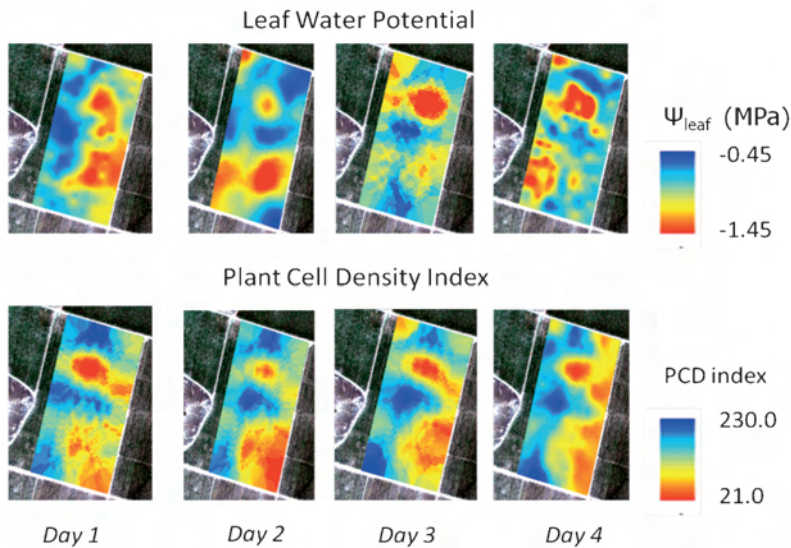 Leaf Water Potential
Ψleaf (MPa)
-0.45
-1.45
Plant Cell Density Index
PCD index
230.0
21.0
Day 1 Day 2 Day 3 Day 4